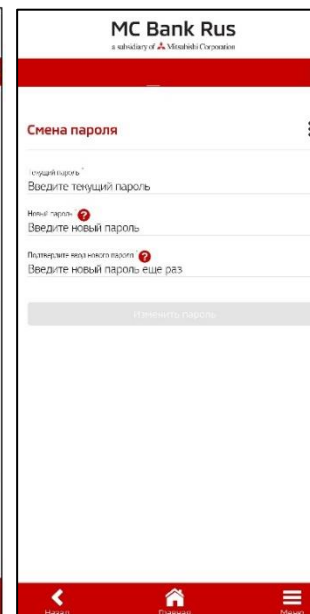 MC Bank Rus
a subsidiary of Mitsubishi Corporation
Смена пароля
Текущий пароль *
Введите текущий пароль
Новый пароль * ?
Введите новый пароль
Подтвердите ввод нового пароля * ?
Введите новый пароль еще раз
Изменить пароль
Назад Главная Меню